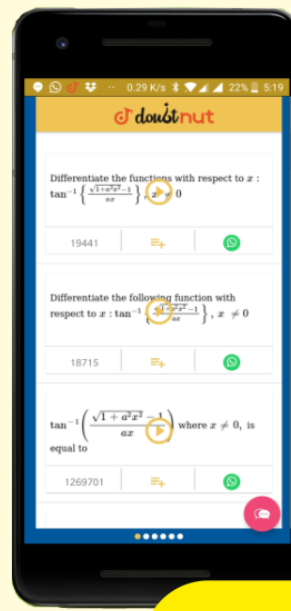 0.29 K/s 22% 5:19
doubtnut
Differentiate the functions with respect to x :
tan⁻¹ { (√1+a²x² −1)/ax }, x ≠ 0
19441
Differentiate the following function with
respect to x : tan⁻¹ { (√1+x² −1)/ax }, x ≠ 0
18715
tan⁻¹ ( (√1 + a²x² − 1)/ax ) where x ≠ 0, is
equal to
1269701